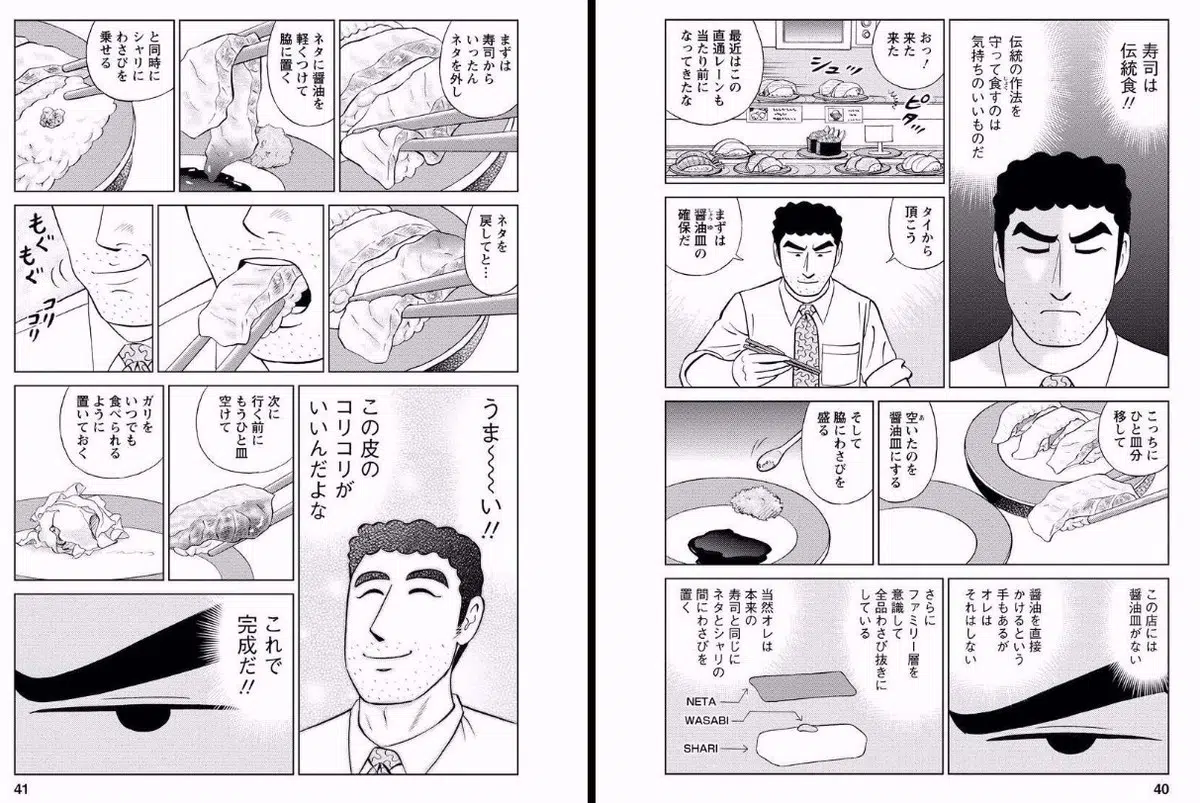 寿司は
伝統食!!
伝統の作法を
守って食すのは
気持ちのいいものだ
おっ！
来た
来た
シュッ
ピタッ
最近はこの
直通レーンも
当たり前に
なってきたな
タイから
頂こう
まずは
醤油皿の
確保だ
こっちに
ひと皿分
移して
空いたのを
醤油皿にする
そして
脇にわさびを
盛る
この店には
醤油皿がない
醤油を直接
かけるという
手もあるが
オレは
それはしない
さらに
ファミリー層を
意識して
全品わさび抜きに
している
当然オレは
本来の
寿司と同じに
ネタとシャリの
間にわさびを
置く
NETA
WASABI
SHARI
40
まずは
寿司から
いったん
ネタを外し
ネタに醤油を
軽くつけて
脇に置く
と同時に
シャリに
わさびを
乗せる
ネタを
戻してと…
もぐもぐ
コリコリ
うま〜〜〜い!!
この皮の
コリコリが
いいんだよな
次に
行く前に
もうひと皿
空けて
ガリを
いつでも
食べられる
ように
置いておく
これで
完成だ!!
41